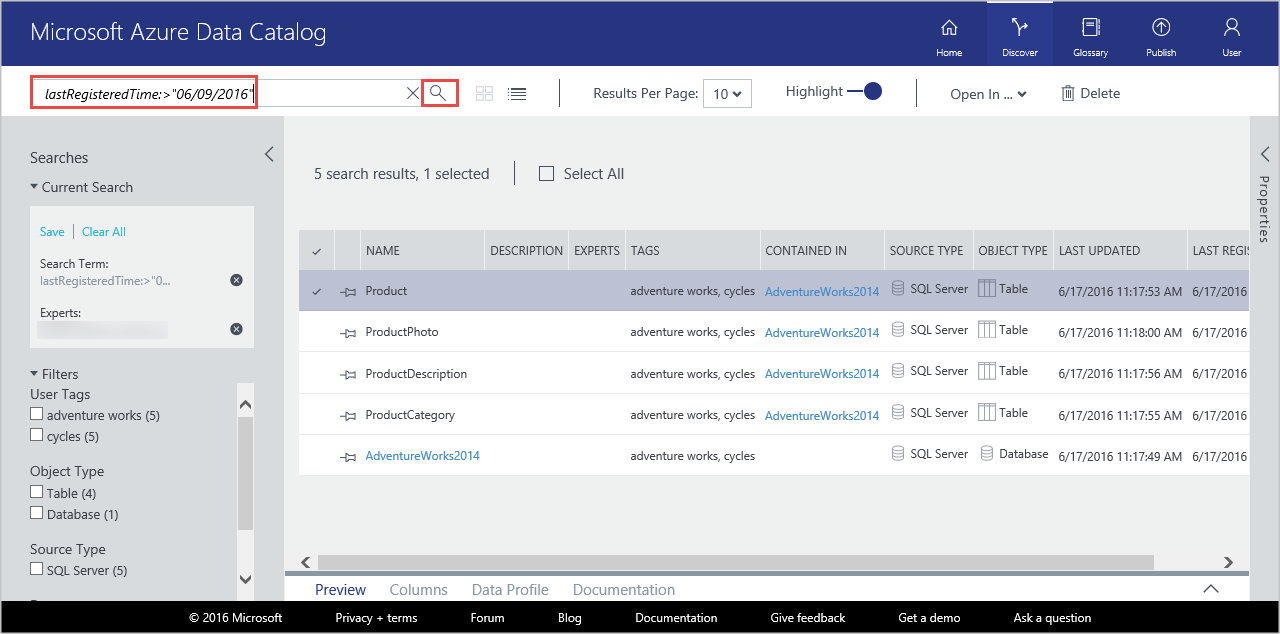 Microsoft Azure Data Catalog
Home
Discover
Glossary
Publish
User
lastRegisteredTime:>"06/09/2016"
Results Per Page: 10
Highlight
Open In ...
Delete
Searches
Current Search
Save | Clear All
Search Term:
lastRegisteredTime:>"0...
Experts:
Filters
User Tags
adventure works (5)
cycles (5)
Object Type
Table (4)
Database (1)
Source Type
SQL Server (5)
5 search results, 1 selected
Select All
NAME DESCRIPTION EXPERTS TAGS CONTAINED IN SOURCE TYPE OBJECT TYPE LAST UPDATED LAST REGIS
Product adventure works, cycles AdventureWorks2014 SQL Server Table 6/17/2016 11:17:53 AM 6/17/2016
ProductPhoto adventure works, cycles AdventureWorks2014 SQL Server Table 6/17/2016 11:18:00 AM 6/17/2016
ProductDescription adventure works, cycles AdventureWorks2014 SQL Server Table 6/17/2016 11:17:56 AM 6/17/2016
ProductCategory adventure works, cycles AdventureWorks2014 SQL Server Table 6/17/2016 11:17:55 AM 6/17/2016
AdventureWorks2014 adventure works, cycles SQL Server Database 6/17/2016 11:17:49 AM 6/17/2016
Properties
Preview Columns Data Profile Documentation
© 2016 Microsoft Privacy + terms Forum Blog Documentation Give feedback Get a demo Ask a question